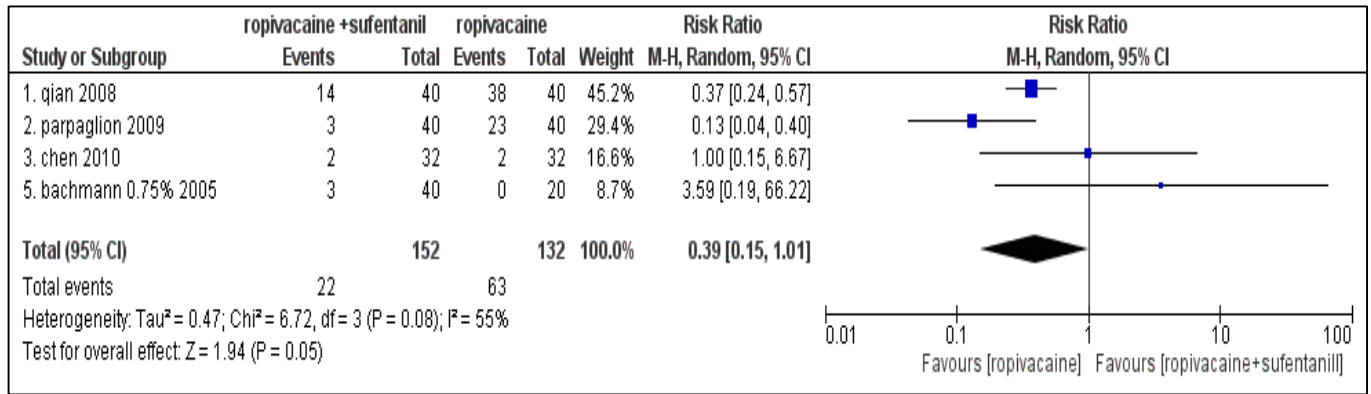 ropivacaine +sufentanil ropivacaine Risk Ratio Risk Ratio
Study or Subgroup Events Total Events Total Weight M-H, Random, 95% CI M-H, Random, 95% CI
1. qian 2008 14 40 38 40 45.2% 0.37 [0.24, 0.57]
2. parpaglion 2009 3 40 23 40 29.4% 0.13 [0.04, 0.40]
3. chen 2010 2 32 2 32 16.6% 1.00 [0.15, 6.67]
5. bachmann 0.75% 2005 3 40 0 20 8.7% 3.59 [0.19, 66.22]
Total (95% CI) 152 132 100.0% 0.39 [0.15, 1.01]
Total events 22 63
Heterogeneity: Tau² = 0.47; Chi² = 6.72, df = 3 (P = 0.08); I² = 55%
Test for overall effect: Z = 1.94 (P = 0.05)
0.01 0.1 1 10 100
Favours [ropivacaine] Favours [ropivacaine+sufentanill]